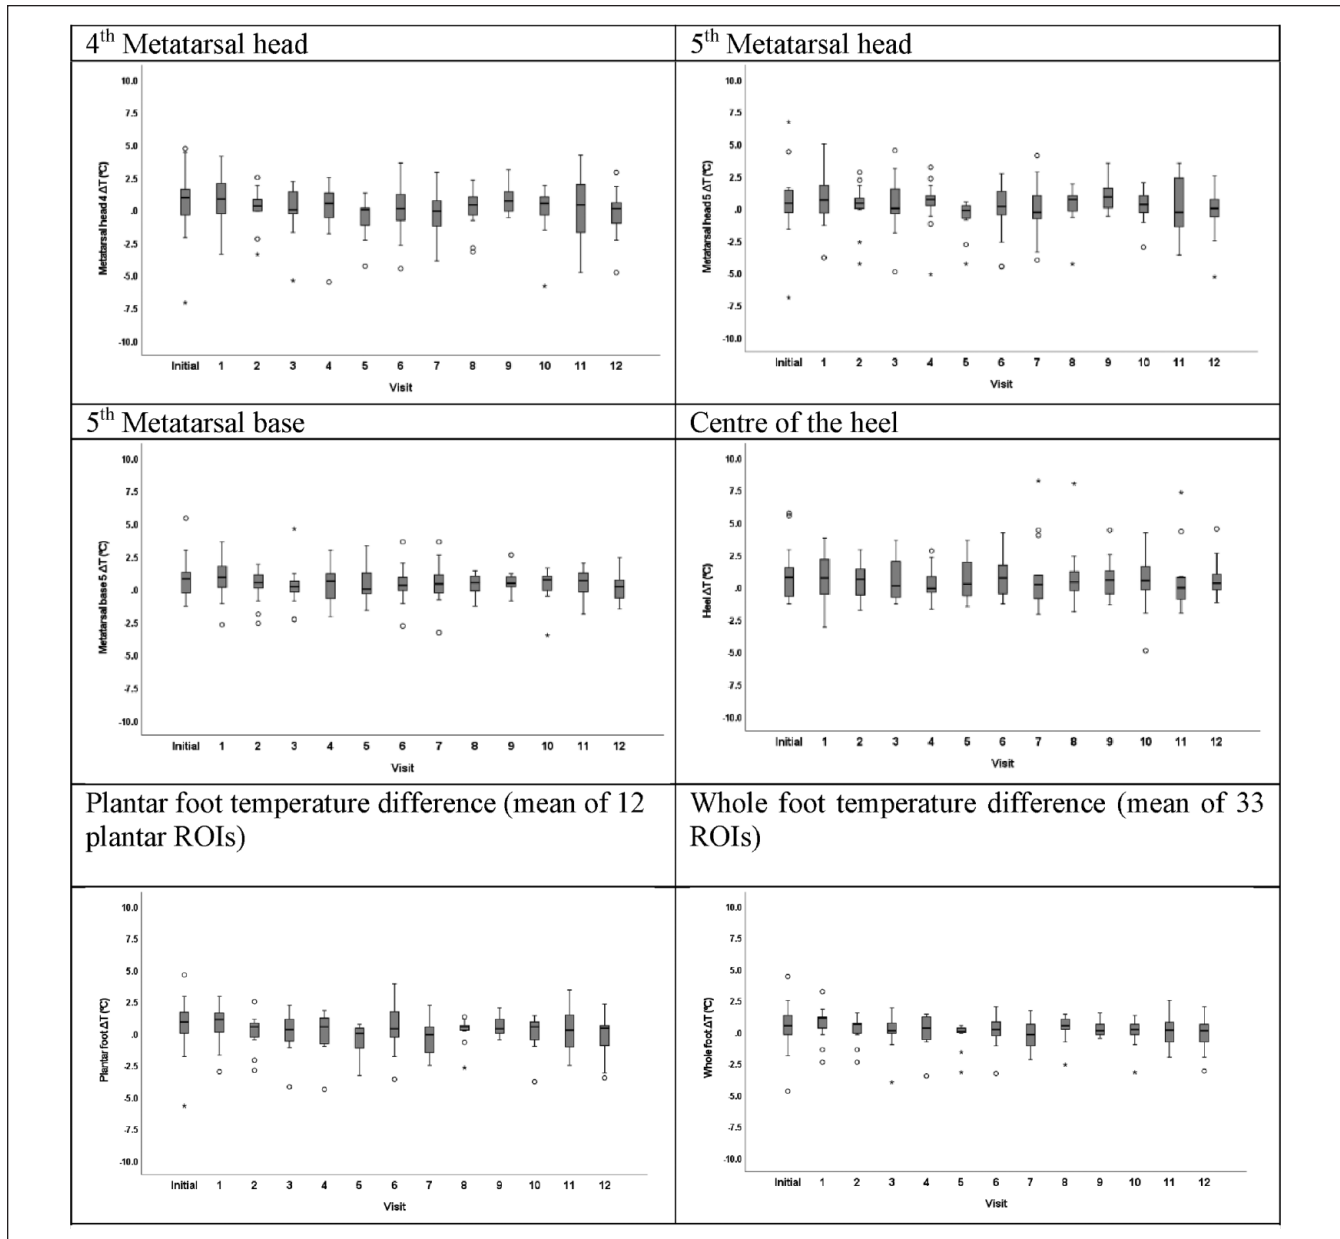 4th Metatarsal head
10.0
7.5
5.0
2.5
.0
-2.5
-5.0
-7.5
-10.0
Metatarsal head 4 ΔT (ºC)
Initial 1 2 3 4 5 6 7 8 9 10 11 12
Visit
5th Metatarsal head
10.0
7.5
5.0
2.5
.0
-2.5
-5.0
-7.5
-10.0
Metatarsal head 5 ΔT (ºC)
Initial 1 2 3 4 5 6 7 8 9 10 11 12
Visit
5th Metatarsal base
10.0
7.5
5.0
2.5
.0
-2.5
-5.0
-7.5
-10.0
Metatarsal base 5 ΔT (ºC)
Initial 1 2 3 4 5 6 7 8 9 10 11 12
Visit
Centre of the heel
10.0
7.5
5.0
2.5
.0
-2.5
-5.0
-7.5
-10.0
Heel ΔT (ºC)
Initial 1 2 3 4 5 6 7 8 9 10 11 12
Visit
Plantar foot temperature difference (mean of 12
plantar ROIs)
10.0
7.5
5.0
2.5
.0
-2.5
-5.0
-7.5
-10.0
Plantar foot ΔT (ºC)
Initial 1 2 3 4 5 6 7 8 9 10 11 12
Visit
Whole foot temperature difference (mean of 33
ROIs)
10.0
7.5
5.0
2.5
.0
-2.5
-5.0
-7.5
-10.0
Whole foot ΔT (ºC)
Initial 1 2 3 4 5 6 7 8 9 10 11 12
Visit